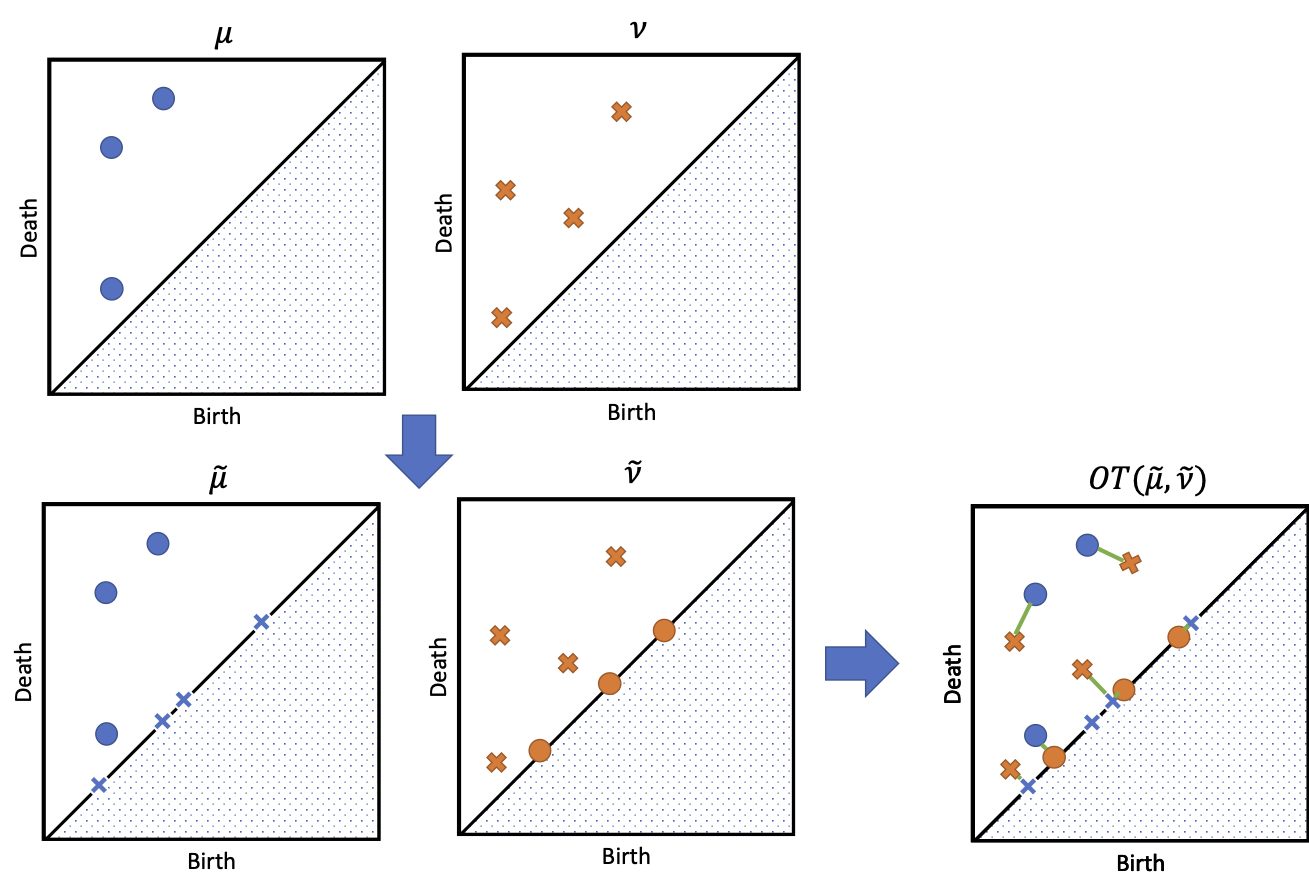 μ
ν
Death
Death
Birth
Birth
μ̃
ν̃
OT(μ̃, ν̃)
Death
Death
Death
Birth
Birth
Birth